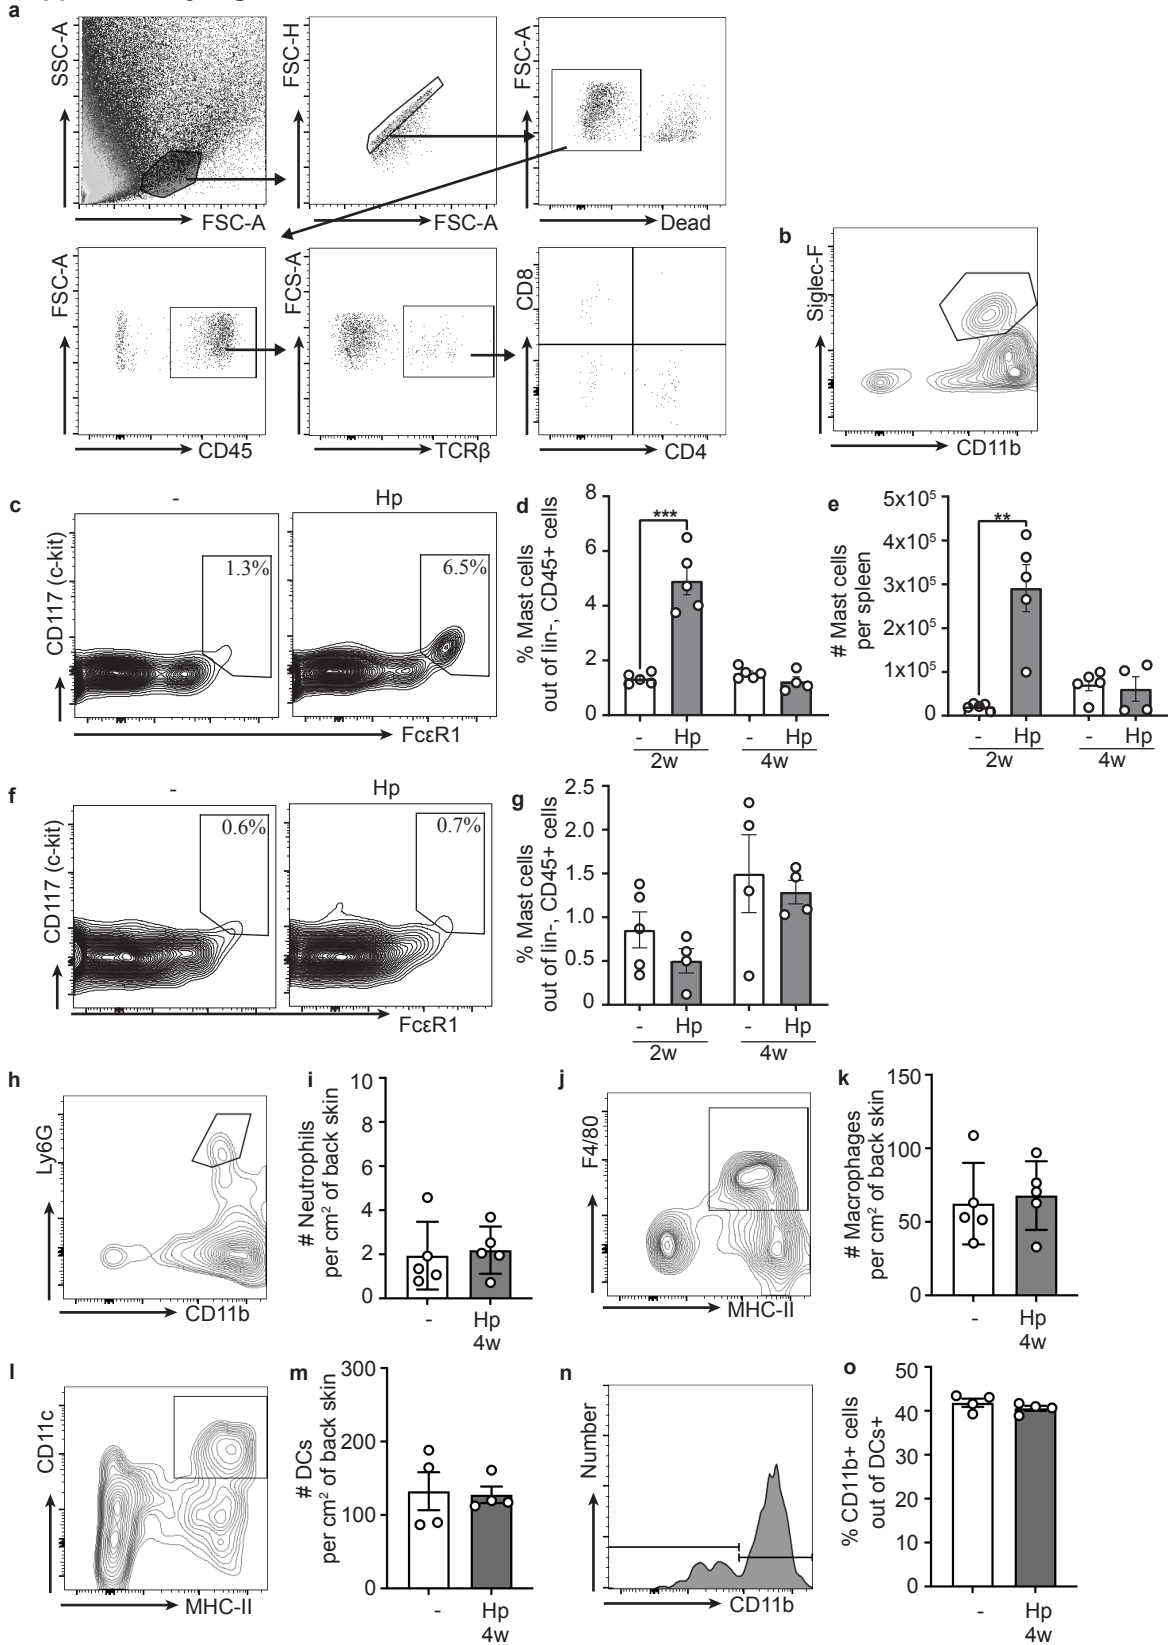 a
SSC-A
FSC-A
FSC-H
FSC-A
FSC-A
Dead
FSC-A
CD45
FCS-A
TCRβ
CD8
CD4
b
Siglec-F
CD11b
c
-
Hp
CD117 (c-kit)
1.3%
6.5%
FcεR1
d
% Mast cells
out of lin-, CD45+ cells
8
6
4
2
0
***
- Hp - Hp
2w 4w
e
# Mast cells
per spleen
5x10⁵
4x10⁵
3x10⁵
2x10⁵
1x10⁵
0
**
- Hp - Hp
2w 4w
f
-
Hp
CD117 (c-kit)
0.6%
0.7%
FcεR1
g
% Mast cells
out of lin-, CD45+ cells
2.5
2.0
1.5
1.0
0.5
0
- Hp - Hp
2w 4w
h
Ly6G
CD11b
i
# Neutrophils
per cm² of back skin
10
8
6
4
2
0
- Hp
4w
j
F4/80
MHC-II
k
# Macrophages
per cm² of back skin
150
100
50
0
- Hp
4w
l
CD11c
MHC-II
m
# DCs
per cm² of back skin
300
200
100
0
- Hp
4w
n
Number
CD11b
o
% CD11b+ cells
out of DCs+
50
40
30
20
10
0
- Hp
4w